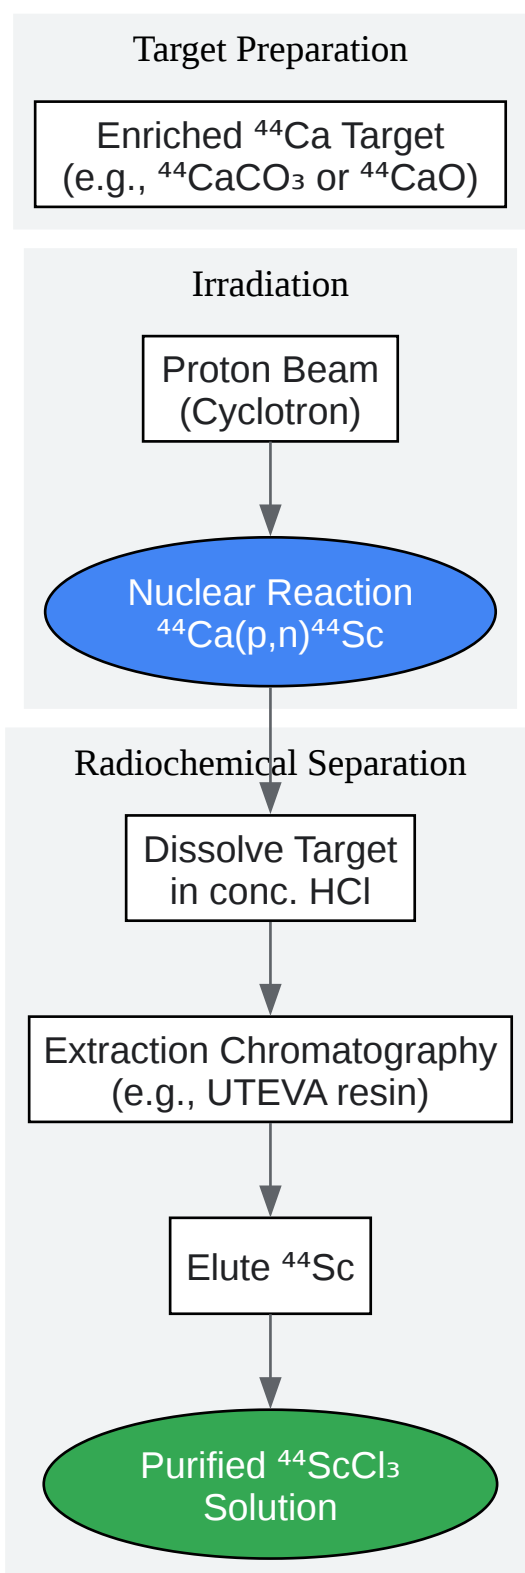 Target Preparation
Enriched ⁴⁴Ca Target
(e.g., ⁴⁴CaCO₃ or ⁴⁴CaO)
Irradiation
Proton Beam
(Cyclotron)
Nuclear Reaction
⁴⁴Ca(p,n)⁴⁴Sc
Radiochemical Separation
Dissolve Target
in conc. HCl
Extraction Chromatography
(e.g., UTEVA resin)
Elute ⁴⁴Sc
Purified ⁴⁴ScCl₃
Solution